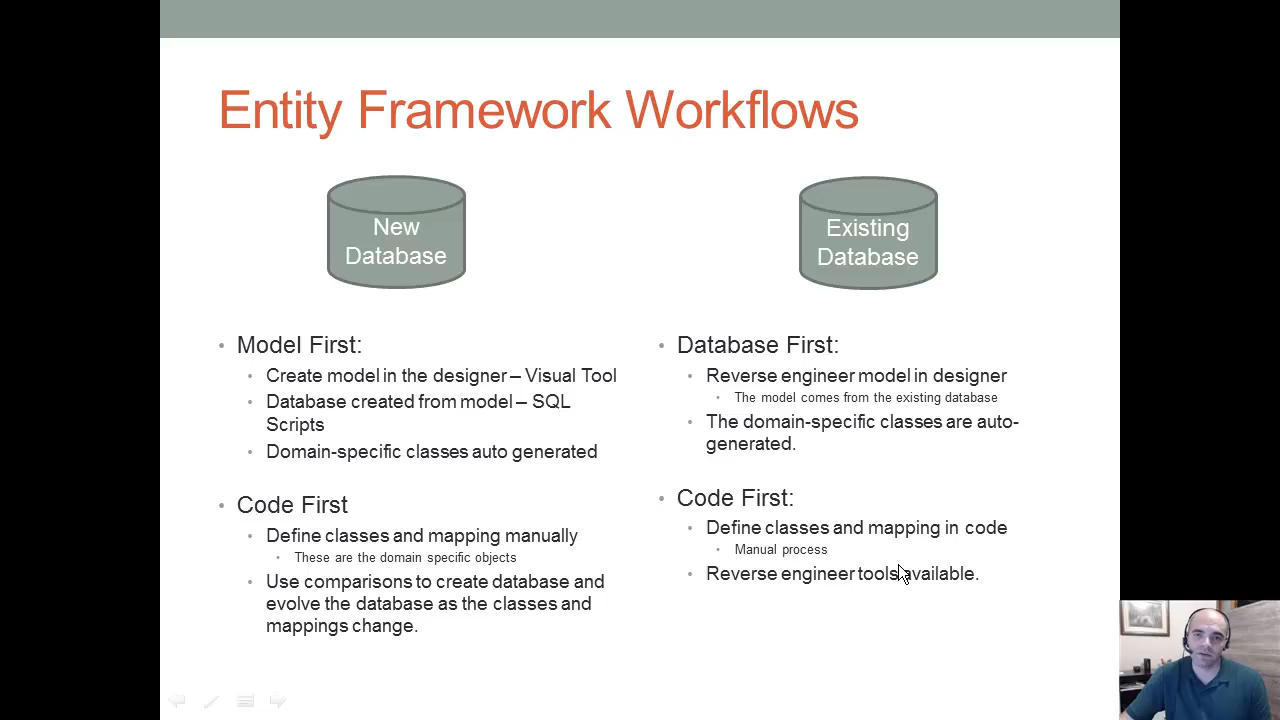 Entity Framework Workflows
New
Database
Model First:
Create model in the designer – Visual Tool
Database created from model – SQL
Scripts
Domain-specific classes auto generated
Code First
Define classes and mapping manually
These are the domain specific objects
Use comparisons to create database and
evolve the database as the classes and
mappings change.
Existing
Database
Database First:
Reverse engineer model in designer
The model comes from the existing database
The domain-specific classes are auto-
generated.
Code First:
Define classes and mapping in code
Manual process
Reverse engineer tools available.